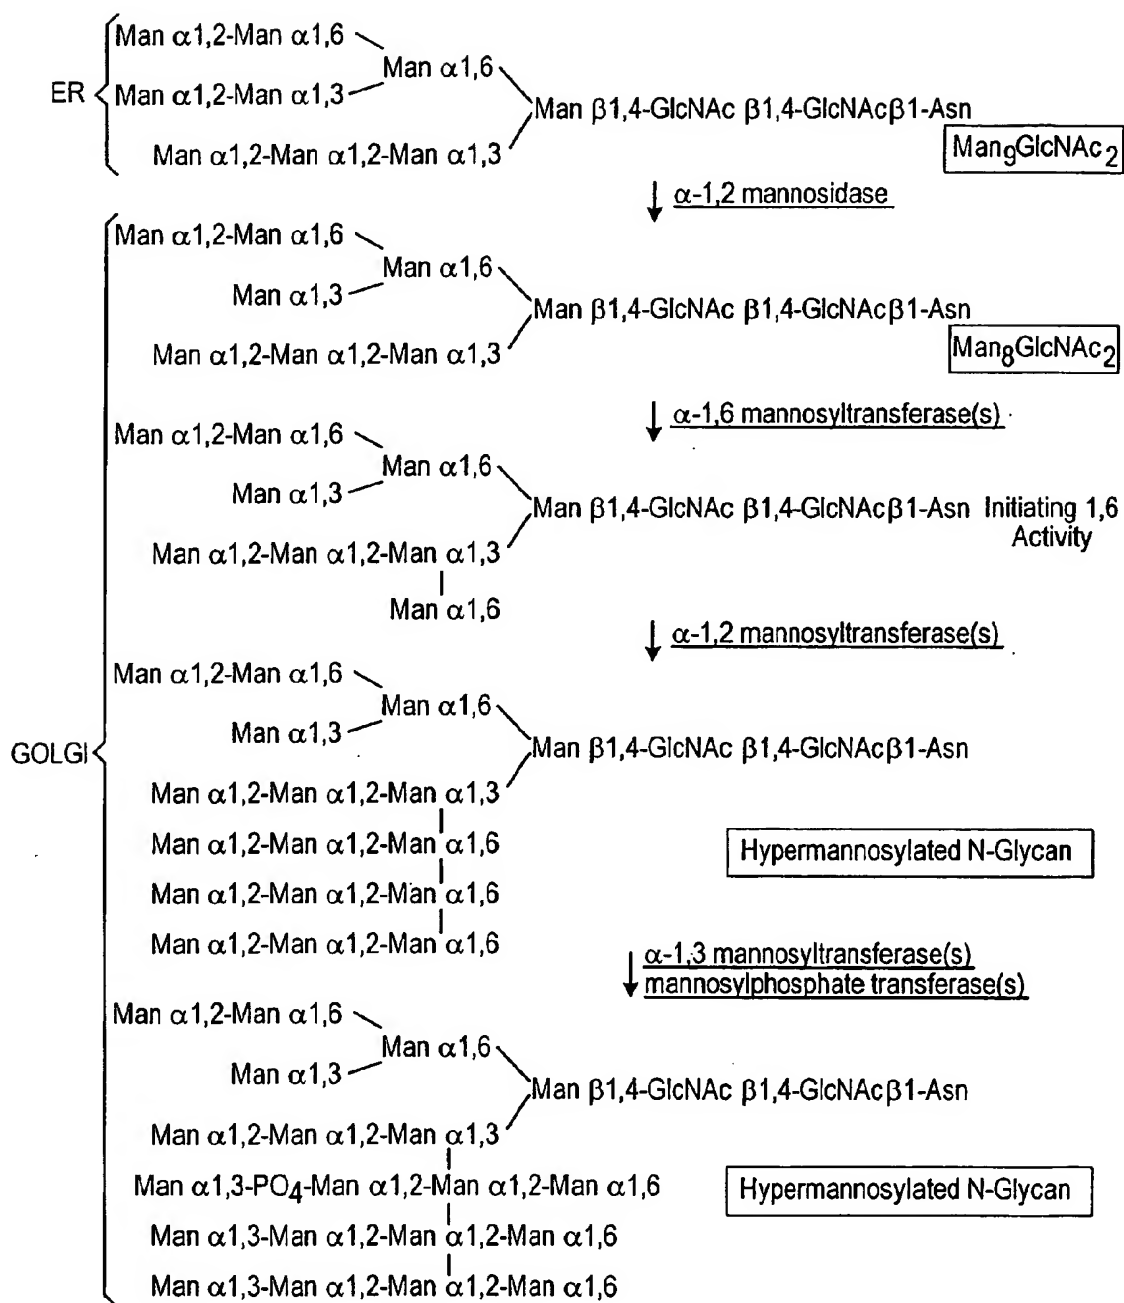 Man α1,2-Man α1,6
Man α1,6
ER
Man α1,2-Man α1,3
Man β1,4-GlcNAc β1,4-GlcNAcβ1-Asn
Man α1,2-Man α1,2-Man α1,3
Man9GlcNAc2
α-1,2 mannosidase
Man α1,2-Man α1,6
Man α1,6
Man α1,3
Man β1,4-GlcNAc β1,4-GlcNAcβ1-Asn
Man α1,2-Man α1,2-Man α1,3
Man8GlcNAc2
α-1,6 mannosyltransferase(s)
Man α1,2-Man α1,6
Man α1,6
Man α1,3
Man β1,4-GlcNAc β1,4-GlcNAcβ1-Asn Initiating 1,6
Activity
Man α1,2-Man α1,2-Man α1,3
Man α1,6
α-1,2 mannosyltransferase(s)
Man α1,2-Man α1,6
Man α1,6
Man α1,3
GOLGI
Man β1,4-GlcNAc β1,4-GlcNAcβ1-Asn
Man α1,2-Man α1,2-Man α1,3
Man α1,2-Man α1,2-Man α1,6
Hypermannosylated N-Glycan
Man α1,2-Man α1,2-Man α1,6
Man α1,2-Man α1,2-Man α1,6
α-1,3 mannosyltransferase(s)
mannosylphosphate transferase(s)
Man α1,2-Man α1,6
Man α1,6
Man α1,3
Man β1,4-GlcNAc β1,4-GlcNAcβ1-Asn
Man α1,2-Man α1,2-Man α1,3
Man α1,3-PO4-Man α1,2-Man α1,2-Man α1,6
Hypermannosylated N-Glycan
Man α1,3-Man α1,2-Man α1,2-Man α1,6
Man α1,3-Man α1,2-Man α1,2-Man α1,6